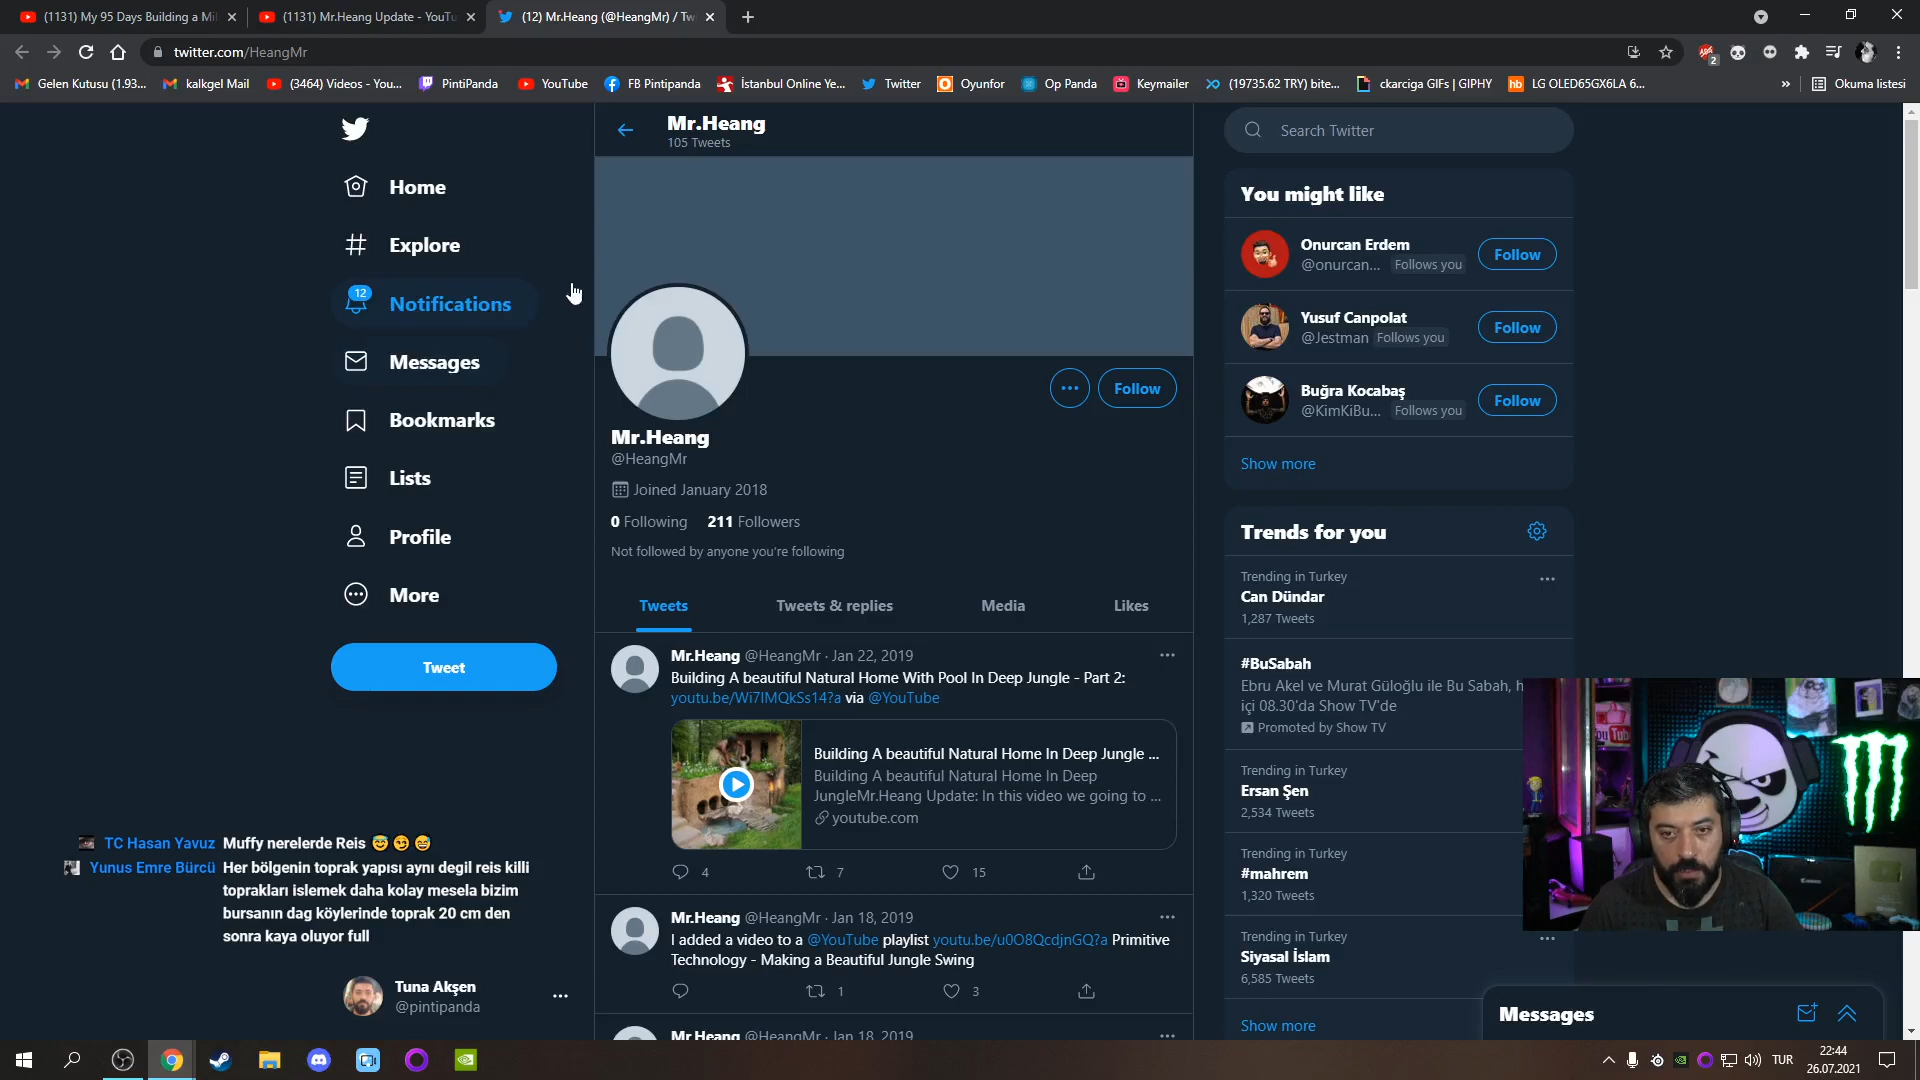 (1131) My 95 Days Building a Mil
(1131) Mr.Heang Update - YouTu
(12) Mr.Heang (@HeangMr) / Tw
twitter.com/HeangMr
2
Gelen Kutusu (1.93...
kalkgel Mail
(3464) Videos - You...
PintiPanda
YouTube
FB Pintipanda
İstanbul Online Ye...
Twitter
Oyunfor
Op Panda
Keymailer
(19735.62 TRY) bite...
ckarciga GIFs | GIPHY
LG OLED65GX6LA 6...
»
Okuma listesi
Home
Explore
12
Notifications
Messages
Bookmarks
Lists
Profile
More
Tweet
TC Hasan Yavuz Muffy nerelerde Reis
Yunus Emre Bürcü Her bölgenin toprak yapısı aynı degil reis killi
toprakları islemek daha kolay mesela bizim
bursanın dag köylerinde toprak 20 cm den
sonra kaya oluyor full
Tuna Akşen
@pintipanda
Mr.Heang
105 Tweets
Follow
Mr.Heang
@HeangMr
Joined January 2018
0 Following 211 Followers
Not followed by anyone you're following
Tweets
Tweets & replies
Media
Likes
Mr.Heang @HeangMr · Jan 22, 2019
Building A beautiful Natural Home With Pool In Deep Jungle - Part 2:
youtu.be/Wi7IMQkSs14?a via @YouTube
Building A beautiful Natural Home In Deep Jungle ...
Building A beautiful Natural Home In Deep
JungleMr.Heang Update: In this video we going to ...
youtube.com
4
7
15
Mr.Heang @HeangMr · Jan 18, 2019
I added a video to a @YouTube playlist youtu.be/u0O8QcdjnGQ?a Primitive
Technology - Making a Beautiful Jungle Swing
1
3
Mr.Heang @HeangMr · Jan 18, 2019
Search Twitter
You might like
Onurcan Erdem
@onurcan... Follows you
Follow
Yusuf Canpolat
@Jestman Follows you
Follow
Buğra Kocabaş
@KimKiBu... Follows you
Follow
Show more
Trends for you
Trending in Turkey
Can Dündar
1,287 Tweets
#BuSabah
Ebru Akel ve Murat Güloğlu ile Bu Sabah, h
içi 08.30'da Show TV'de
Promoted by Show TV
Trending in Turkey
Ersan Şen
2,534 Tweets
Trending in Turkey
#mahrem
1,320 Tweets
Trending in Turkey
Siyasal İslam
6,585 Tweets
Show more
Messages
TUR
22:44
26.07.2021